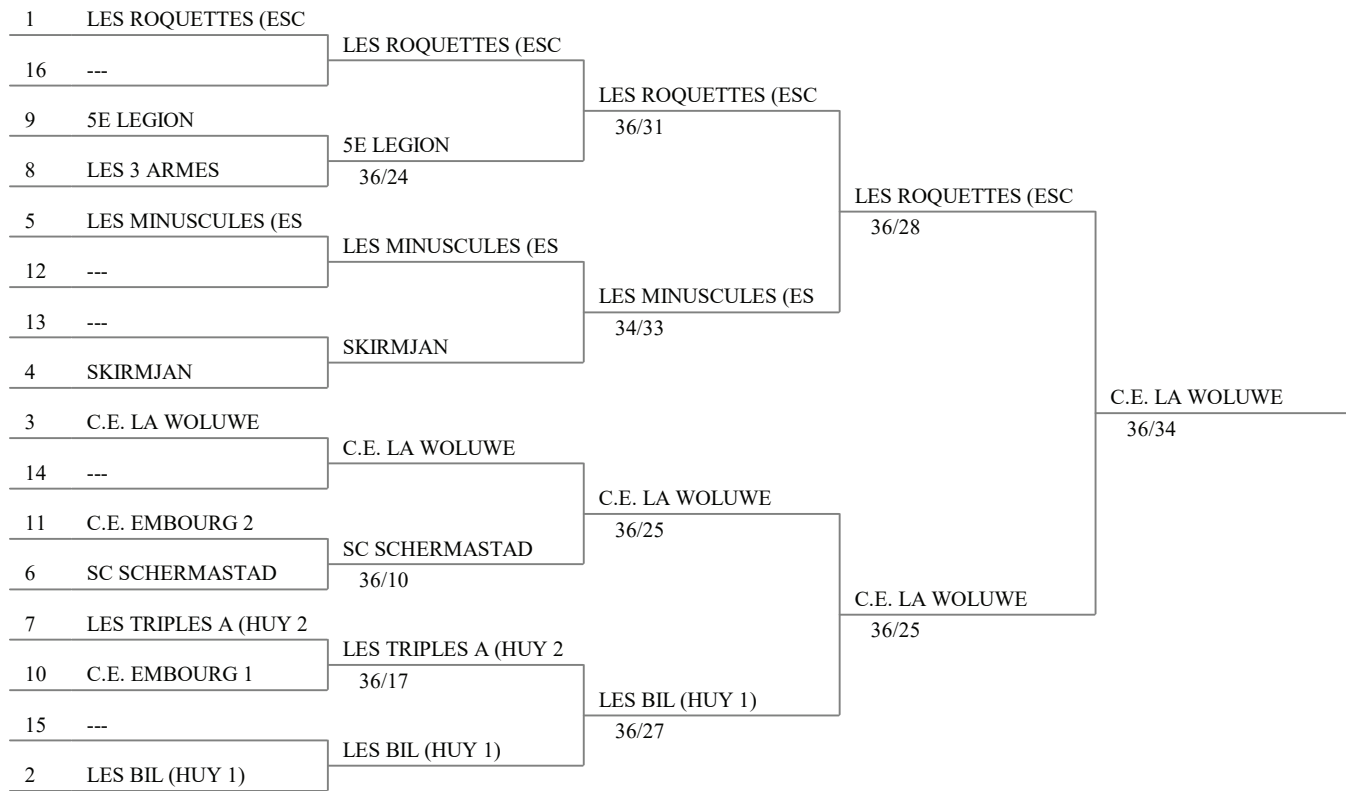 1 LES ROQUETTES (ESC
LES ROQUETTES (ESC
16 ---
LES ROQUETTES (ESC
36/31
9 5E LEGION
5E LEGION
36/24
8 LES 3 ARMES
LES ROQUETTES (ESC
36/28
5 LES MINUSCULES (ES
LES MINUSCULES (ES
12 ---
LES MINUSCULES (ES
34/33
13 ---
SKIRMJAN
4 SKIRMJAN
C.E. LA WOLUWE
36/34
3 C.E. LA WOLUWE
C.E. LA WOLUWE
14 ---
C.E. LA WOLUWE
36/25
11 C.E. EMBOURG 2
SC SCHERMASTAD
36/10
6 SC SCHERMASTAD
C.E. LA WOLUWE
36/25
7 LES TRIPLES A (HUY 2
LES TRIPLES A (HUY 2
36/17
10 C.E. EMBOURG 1
LES BIL (HUY 1)
36/27
15 ---
LES BIL (HUY 1)
2 LES BIL (HUY 1)